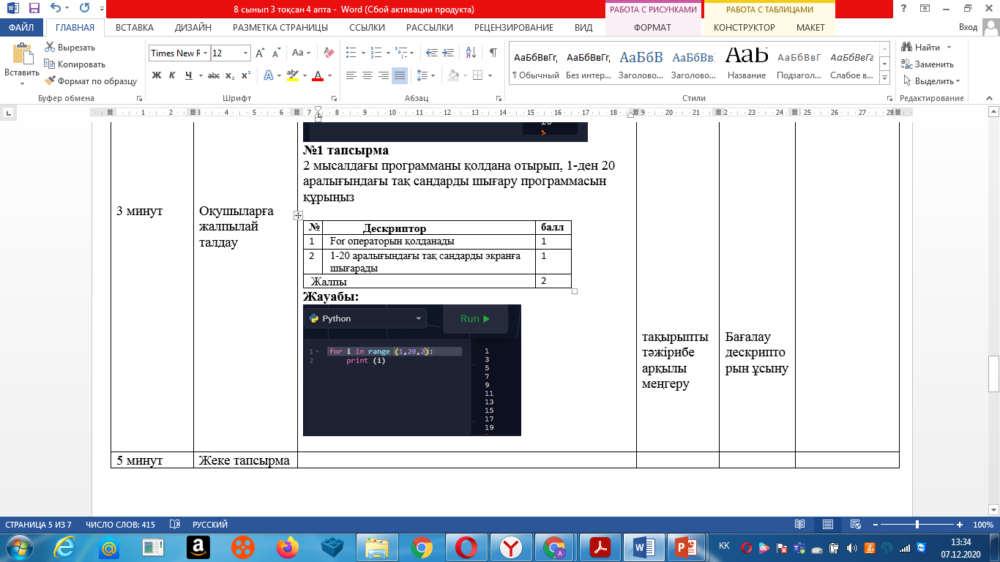 8 сынып 3 тоқсан 4 апта - Word (Сбой активации продукта)
РАБОТА С РИСУНКАМИ
РАБОТА С ТАБЛИЦАМИ
ФАЙЛ ГЛАВНАЯ ВСТАВКА ДИЗАЙН РАЗМЕТКА СТРАНИЦЫ ССЫЛКИ РАССЫЛКИ РЕЦЕНЗИРОВАНИЕ ВИД ФОРМАТ КОНСТРУКТОР МАКЕТ Вход
Вставить
Вырезать
Копировать
Формат по образцу
Буфер обмена
Times New R 12
Ж К Ч abc x₂ x²
Шрифт
Абзац
АаБбВвГг, АаБбВвГг, АаБбВ АаБбВв: АаБ АаБбВвГ АаБбВвГг
¶ Обычный Без интер... Заголово... Заголово... Название Подзагол... Слабое в...
Стили
Найти
Заменить
Выделить
Редактирование
1 2 3 4 5 6 7 8 9 10 11 12 13 14 15 16 17 18 9 20 21 2 23 24 25 26 27 28
№1 тапсырма
2 мысалдағы программаны қолдана отырып, 1-ден 20
аралығындағы тақ сандарды шығару программасын
құрыңыз
3 минут
Оқушыларға
жалпылай
талдау
№ Дескриптор балл
1 For операторын қолданады 1
2 1-20 аралығындағы тақ сандарды экранға 1
шығарады
Жалпы 2
Жауабы:
Python Run
1 for i in range (1,20,2):
2 print (i)
1
3
5
7
9
11
13
15
17
19
тақырыпты
тәжірибе
арқылы
меңгеру
Бағалау
дескрипто
рын ұсыну
5 минут
Жеке тапсырма
СТРАНИЦА 5 ИЗ 7 ЧИСЛО СЛОВ: 415 РУССКИЙ 100%
KK
13:34
07.12.2020